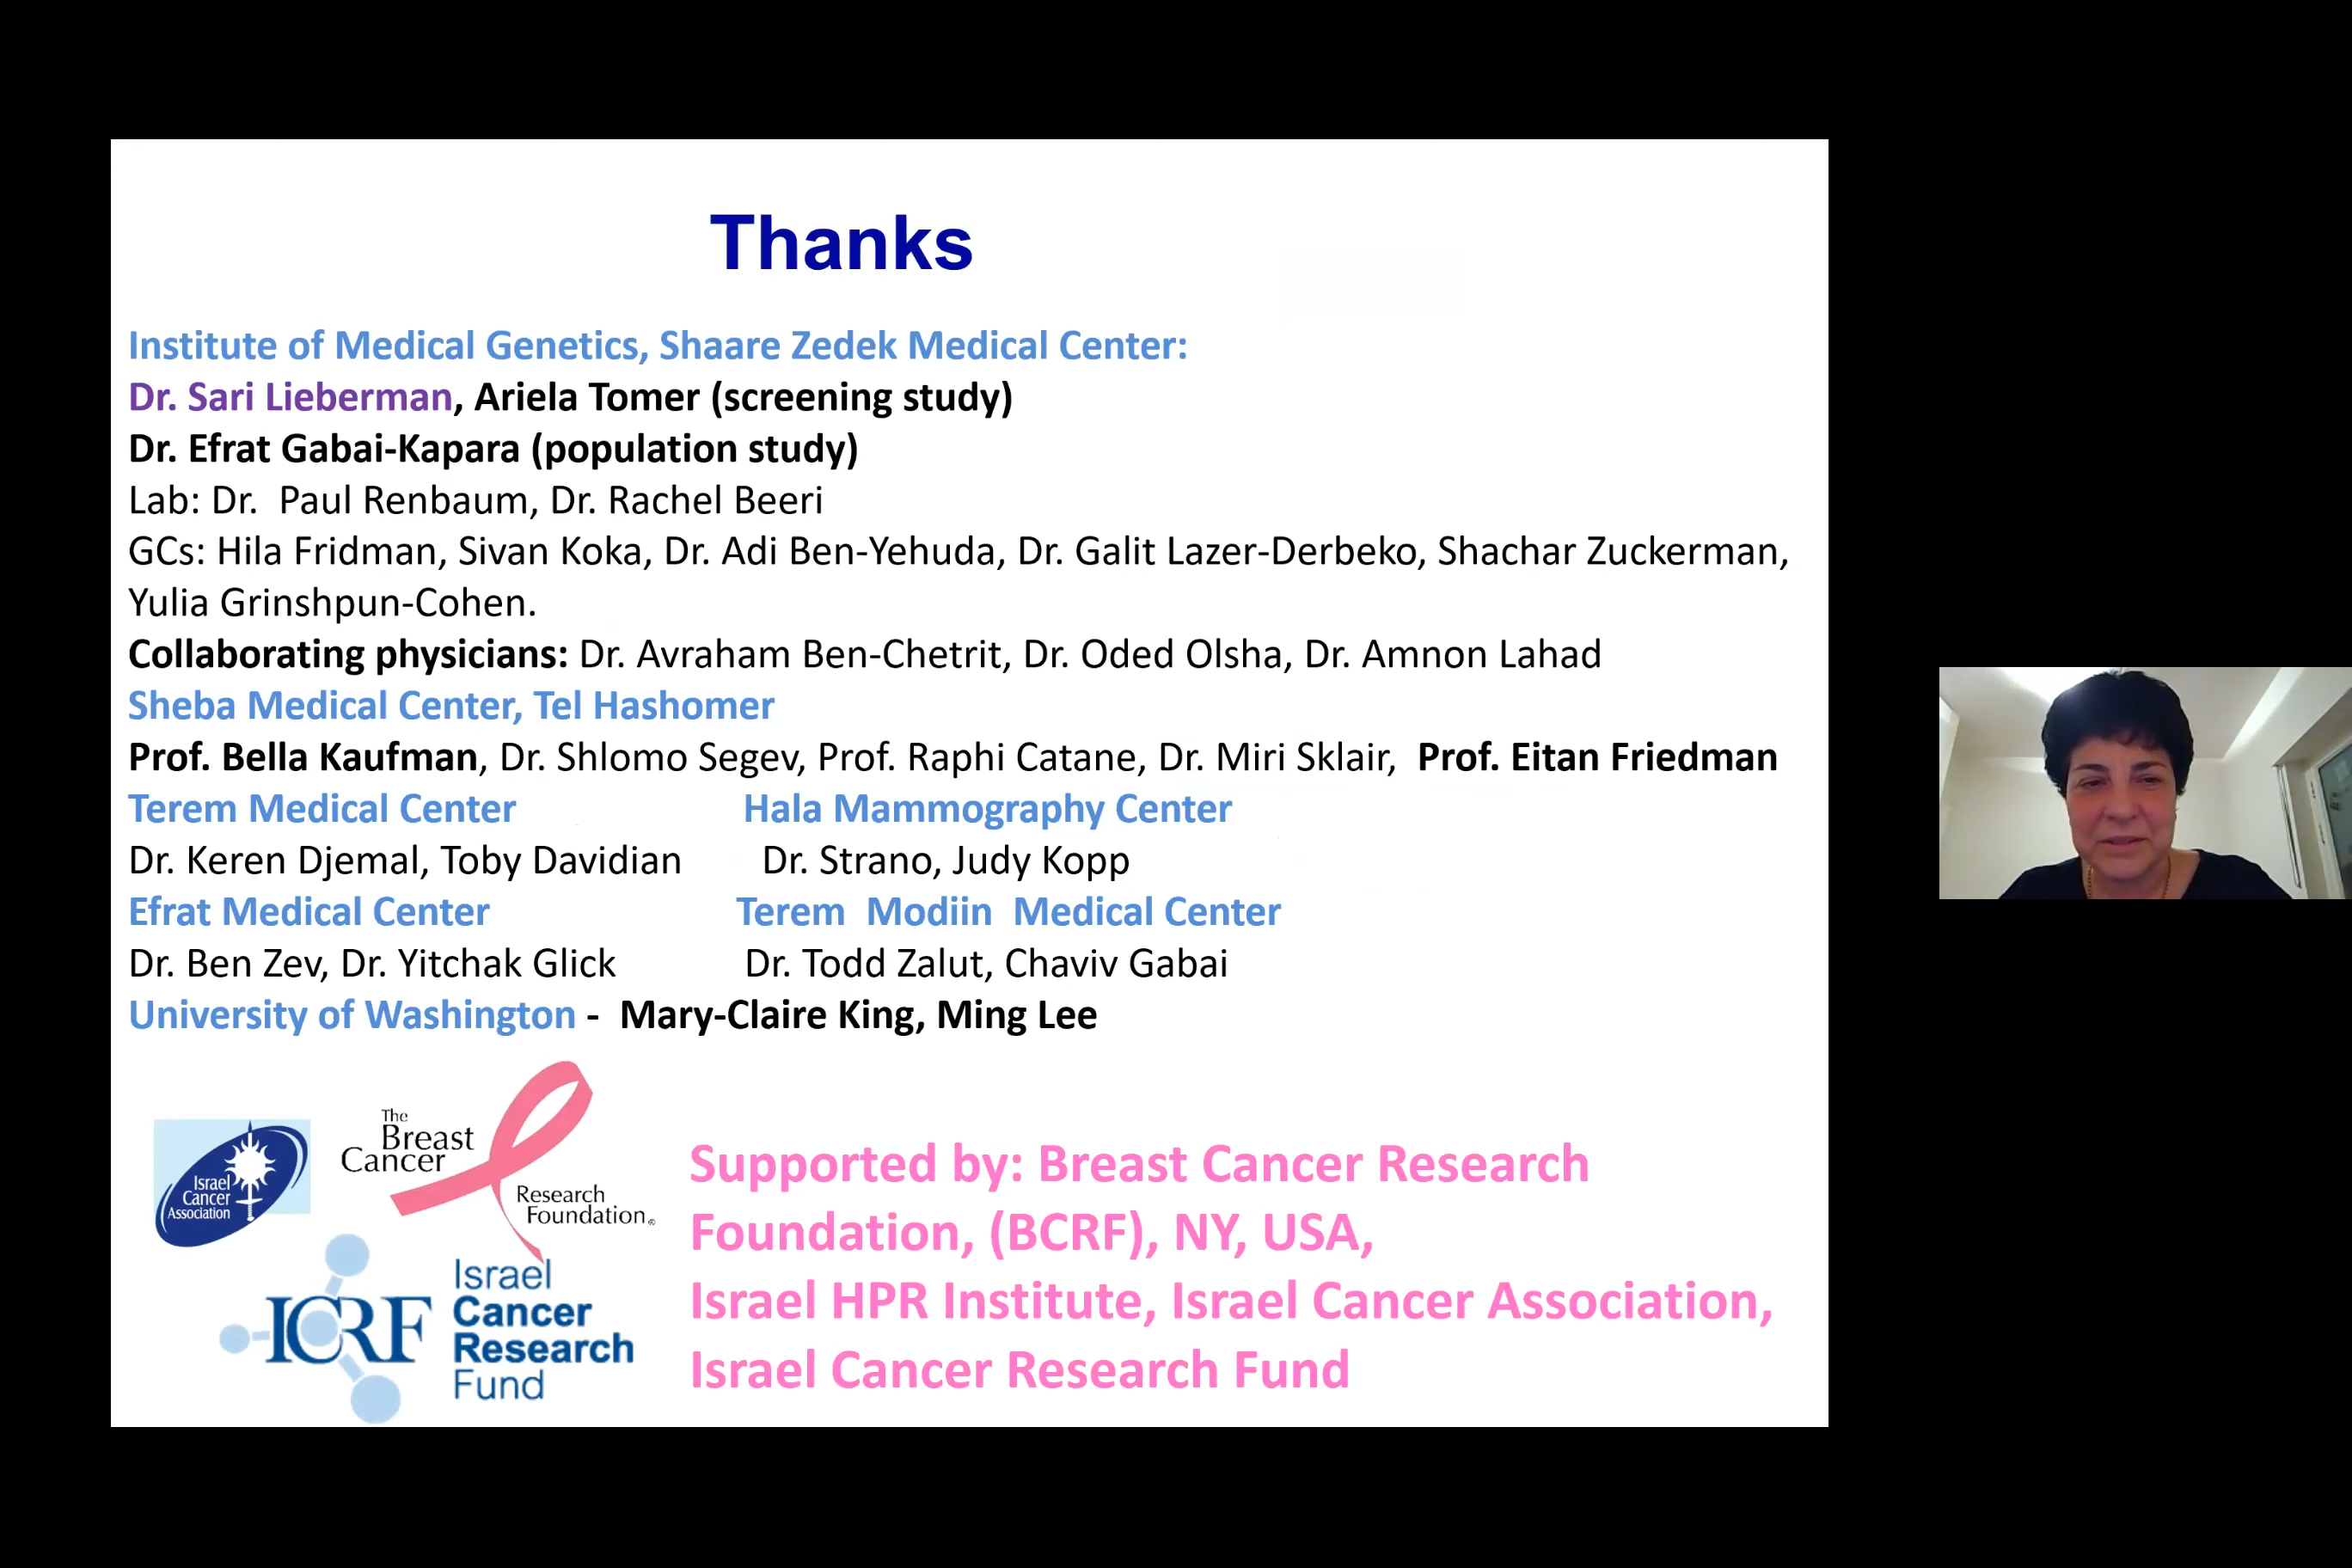 Thanks
Institute of Medical Genetics, Shaare Zedek Medical Center:
Dr. Sari Lieberman, Ariela Tomer (screening study)
Dr. Efrat Gabai-Kapara (population study)
Lab: Dr.  Paul Renbaum, Dr. Rachel Beeri
GCs: Hila Fridman, Sivan Koka, Dr. Adi Ben-Yehuda, Dr. Galit Lazer-Derbeko, Shachar Zuckerman,
Yulia Grinshpun-Cohen.
Collaborating physicians: Dr. Avraham Ben-Chetrit, Dr. Oded Olsha, Dr. Amnon Lahad
Sheba Medical Center, Tel Hashomer
Prof. Bella Kaufman, Dr. Shlomo Segev, Prof. Raphi Catane, Dr. Miri Sklair,  Prof. Eitan Friedman
Terem Medical Center Hala Mammography Center
Dr. Keren Djemal, Toby Davidian Dr. Strano, Judy Kopp
Efrat Medical Center Terem  Modiin  Medical Center
Dr. Ben Zev, Dr. Yitchak Glick Dr. Todd Zalut, Chaviv Gabai
University of Washington -  Mary-Claire King, Ming Lee
Israel
Cancer
Association
The
Breast
Cancer
Research
Foundation®
ICRF
Israel
Cancer
Research
Fund
Supported by: Breast Cancer Research
Foundation, (BCRF), NY, USA,
Israel HPR Institute, Israel Cancer Association,
Israel Cancer Research Fund